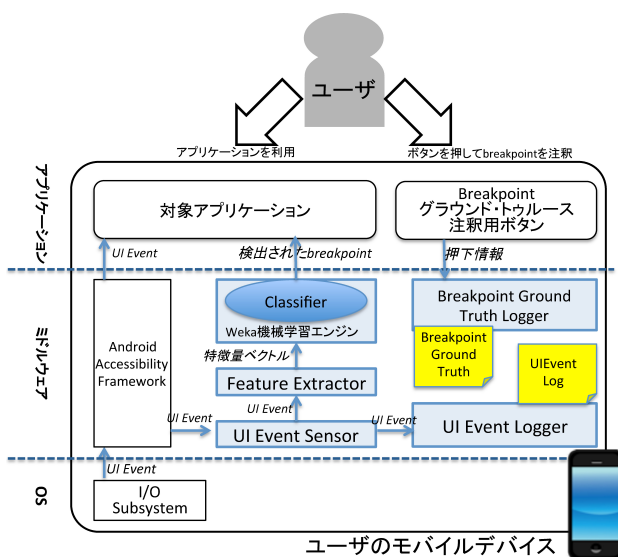 ユーザ
アプリケーションを利用
ボタンを押してbreakpointを注釈
アプリケーション
対象アプリケーション
Breakpoint
グラウンド・トゥルース
注釈用ボタン
UI Event
検出されたbreakpoint
押下情報
ミドルウェア
Android
Accessibility
Framework
Classifier
Weka機械学習エンジン
特徴量ベクトル
Feature Extractor
UI Event
UI Event
UI Event Sensor
UI Event
Breakpoint Ground
Truth Logger
Breakpoint
Ground
Truth
UIEvent
Log
UI Event Logger
OS
UI Event
I/O
Subsystem
ユーザのモバイルデバイス